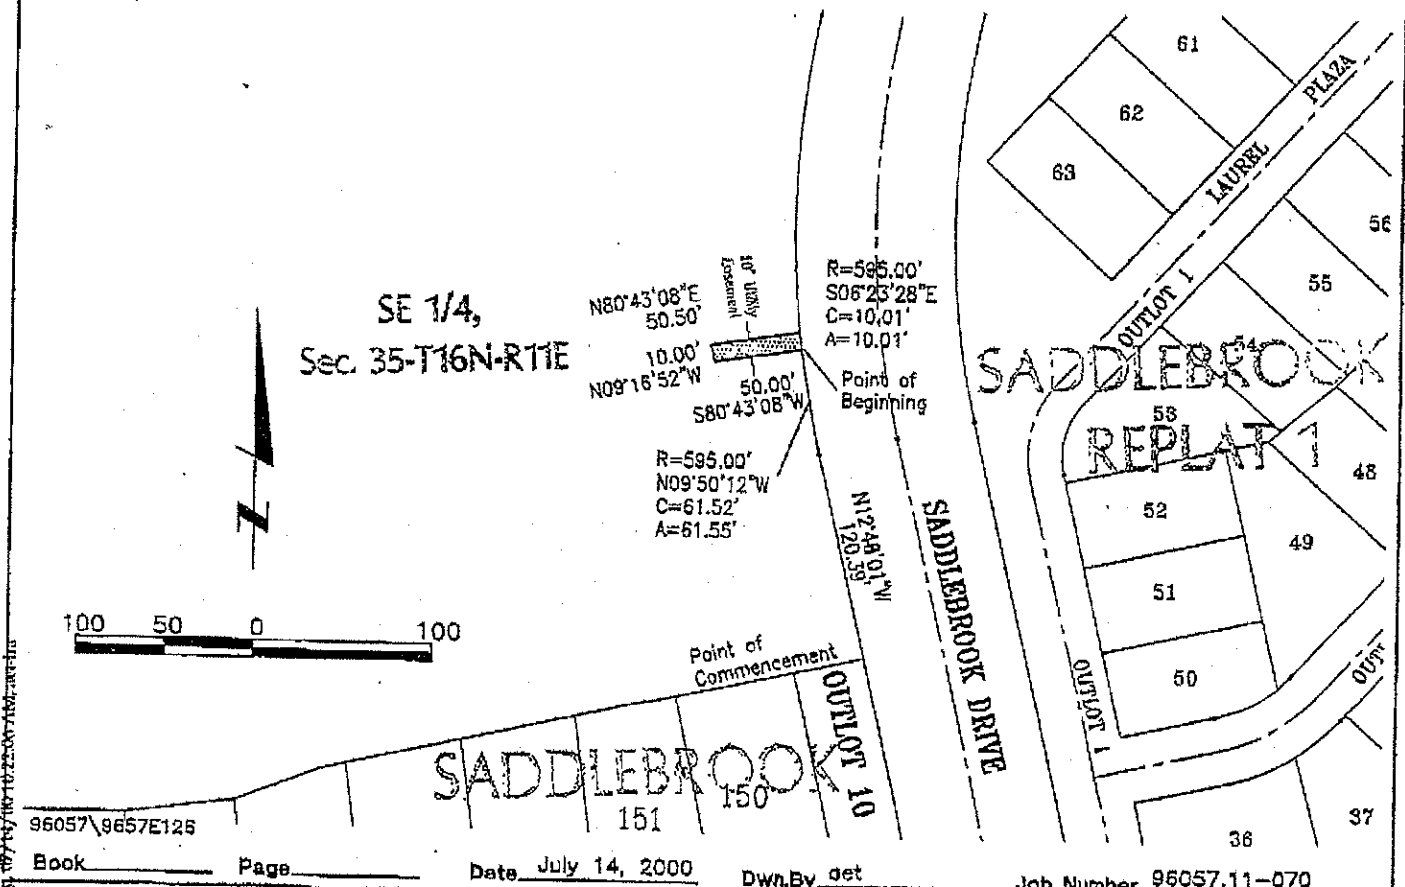 61
PLAZA
62
LAUREL
63
56
55
OUTLOT 1
54
SE 1/4,
Sec. 35-T16N-R11E
10' Utility
Easement
N80°43'08"E
50.50'
10.00'
N09°16'52"W
50.00'
S80°43'08"W
R=595.00'
S06°23'28"E
C=10.01'
A=10.01'
Point of
Beginning
SADDLEBROOK
REPLAT 1
53
48
R=595.00'
N09°50'12"W
C=61.52'
A=61.55'
N12°48'01"W
120.39'
SADDLEBROOK DRIVE
52
49
51
50
OUTLOT 1
OUT
100 50 0 100
Point of
Commencement
OUTLOT 10
SADDLEBROOK
150
151
37
36
96057\9657E126
Book Page Date July 14, 2000 Dwn.By aet Job Number 96057.11-070